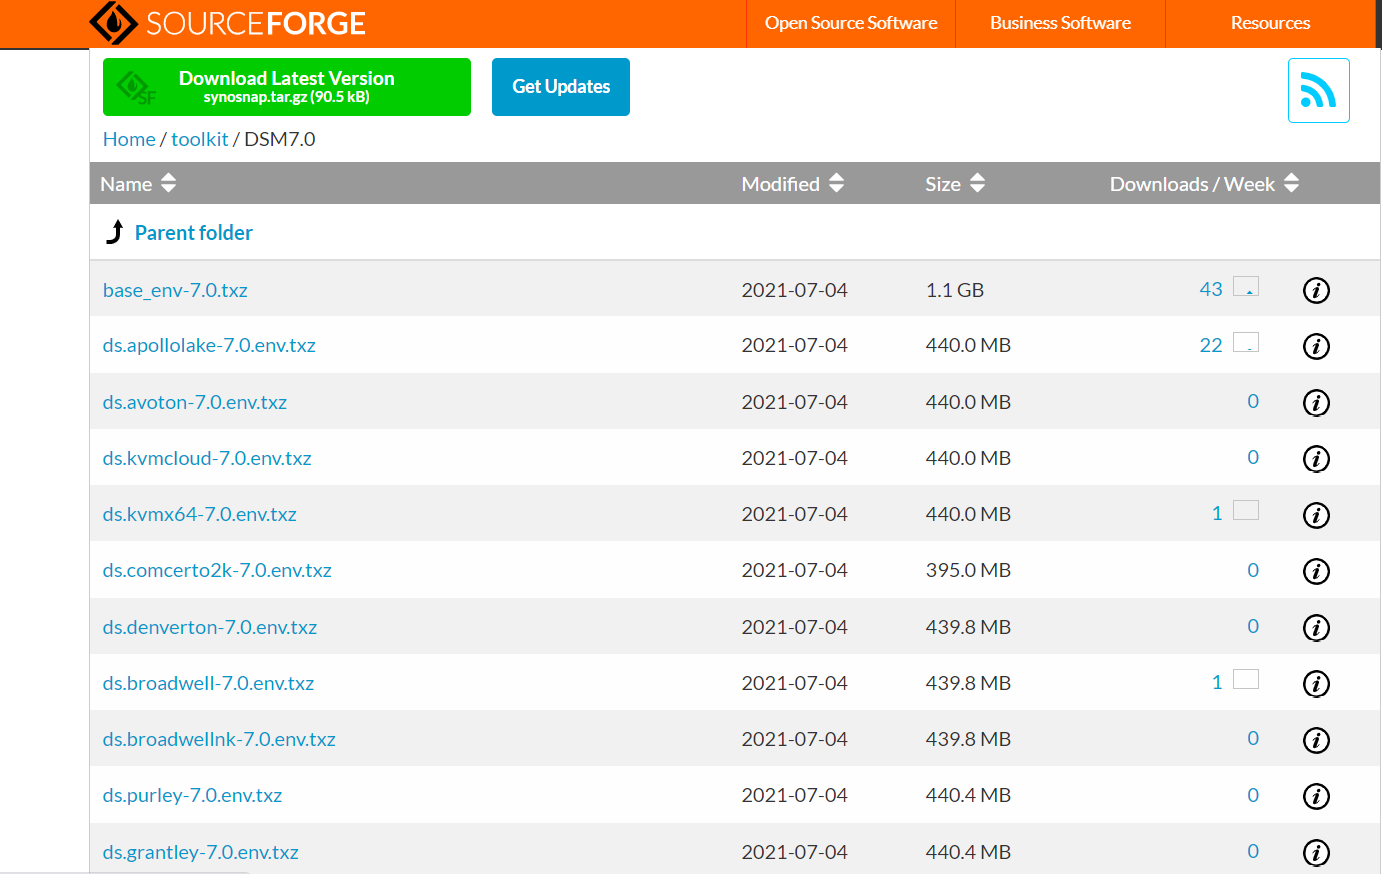 SOURCEFORGE Open Source Software Business Software Resources
Download Latest Version
synosnap.tar.gz (90.5 kB)
SF
Get Updates
Home / toolkit / DSM7.0
Name Modified Size Downloads / Week
Parent folder
base_env-7.0.txz 2021-07-04 1.1 GB 43 i
ds.apollolake-7.0.env.txz 2021-07-04 440.0 MB 22 i
ds.avoton-7.0.env.txz 2021-07-04 440.0 MB 0 i
ds.kvmcloud-7.0.env.txz 2021-07-04 440.0 MB 0 i
ds.kvmx64-7.0.env.txz 2021-07-04 440.0 MB 1 i
ds.comcerto2k-7.0.env.txz 2021-07-04 395.0 MB 0 i
ds.denverton-7.0.env.txz 2021-07-04 439.8 MB 0 i
ds.broadwell-7.0.env.txz 2021-07-04 439.8 MB 1 i
ds.broadwellnk-7.0.env.txz 2021-07-04 439.8 MB 0 i
ds.purley-7.0.env.txz 2021-07-04 440.4 MB 0 i
ds.grantley-7.0.env.txz 2021-07-04 440.4 MB 0 i